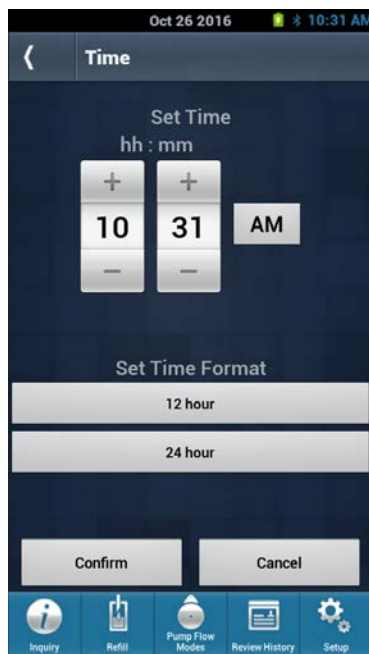 Oct 26 2016 10:31 AM
Time
Set Time
hh : mm
+ +
10 31 AM
− −
Set Time Format
12 hour
24 hour
Confirm Cancel
Inquiry Refill Pump Flow Modes Review History Setup